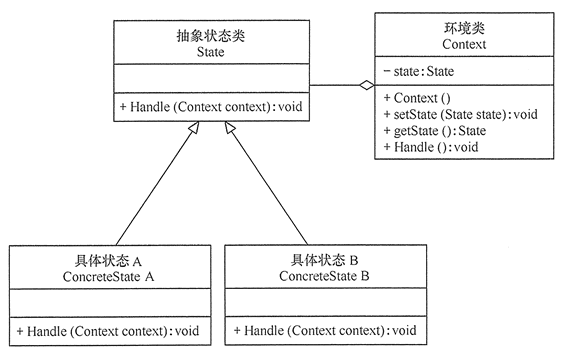 抽象状态类
State
+ Handle (Context context) : void
环境类
Context
− state : State
+ Context ()
+ setState (State state) : void
+ getState () : State
+ Handle () : void
具体状态 A
ConcreteState A
+ Handle (Context context) : void
具体状态 B
ConcreteState B
+ Handle (Context context) : void